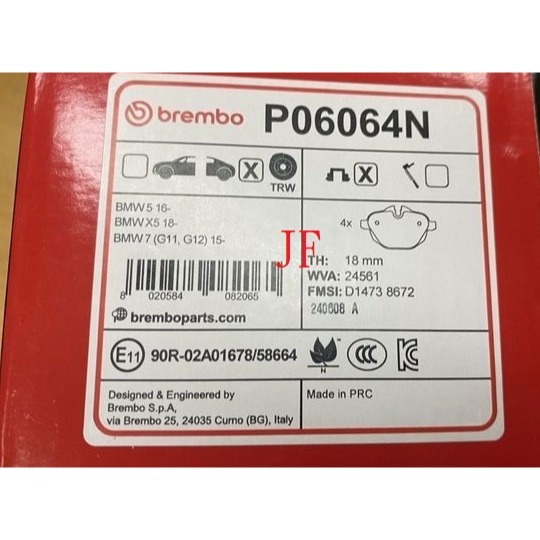 brembo P06064N
X TRW X
BMW 5 16-
BMW X5 18-
BMW 7 (G11, G12) 15-
4x
JF
TH: 18 mm
WVA: 24561
FMSI: D1473 8672
240608 A
8 020584 082065
bremboparts.com
E11 90R-02A01678/58664
N
CCC
KC
Designed & Engineered by
Brembo S.p.A,
via Brembo 25, 24035 Curno (BG), Italy
Made in PRC